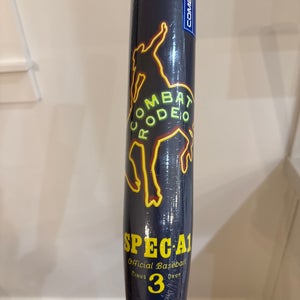 COMBAT
RODEO
SPEC-A1
Official Baseball
3